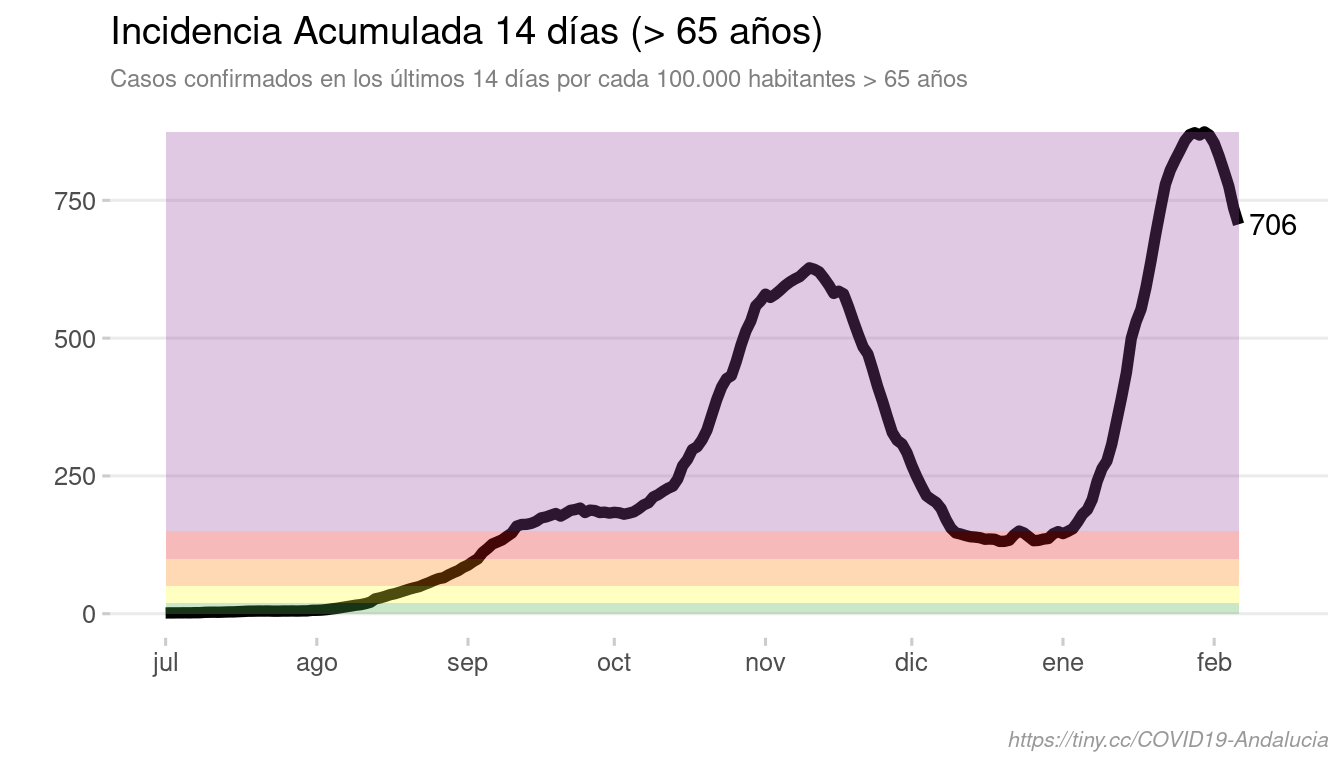 Incidencia Acumulada 14 días (> 65 años)
Casos confirmados en los últimos 14 días por cada 100.000 habitantes > 65 años
750
706
500
250
0
jul ago sep oct nov dic ene feb
https://tiny.cc/COVID19-Andalucia